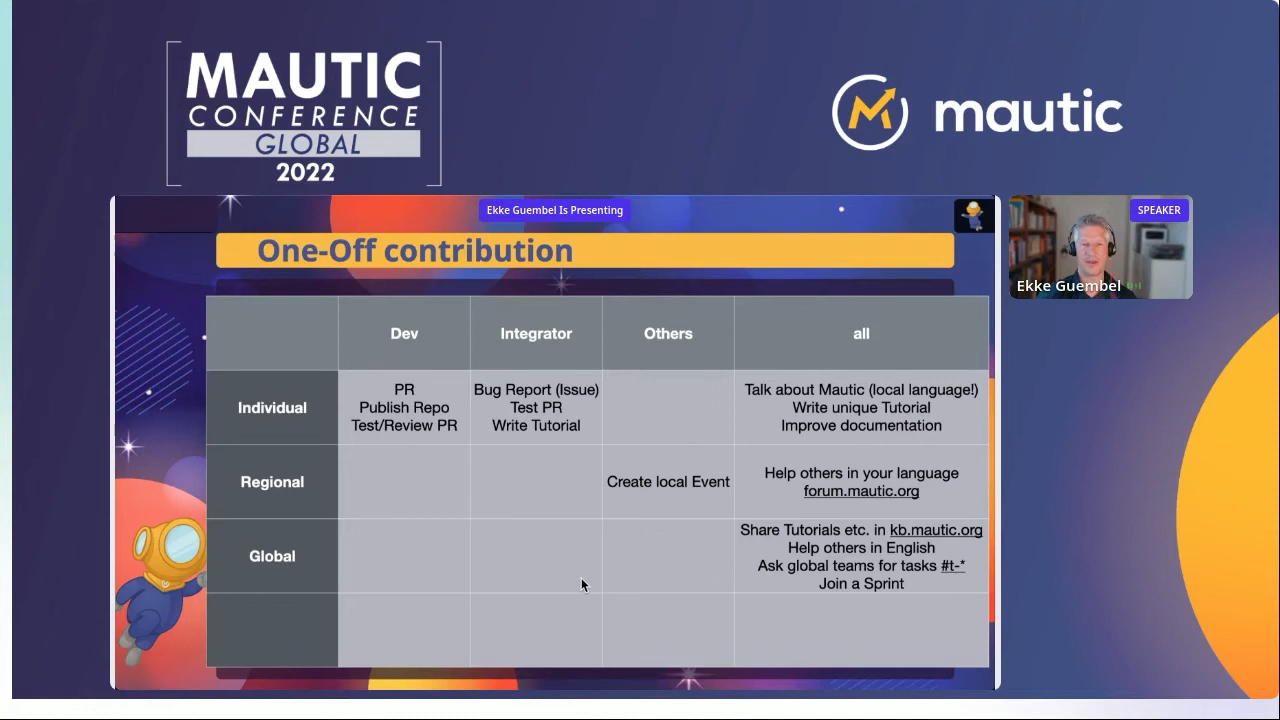 MAUTIC
CONFERENCE
GLOBAL
2022
mautic
Ekke Guembel Is Presenting
SPEAKER
Ekke Guembel
One-Off contribution
Dev
Integrator
Others
all
Individual
PR
Publish Repo
Test/Review PR
Bug Report (Issue)
Test PR
Write Tutorial
Talk about Mautic (local language!)
Write unique Tutorial
Improve documentation
Regional
Create local Event
Help others in your language
forum.mautic.org
Global
Share Tutorials etc. in kb.mautic.org
Help others in English
Ask global teams for tasks #t-*
Join a Sprint